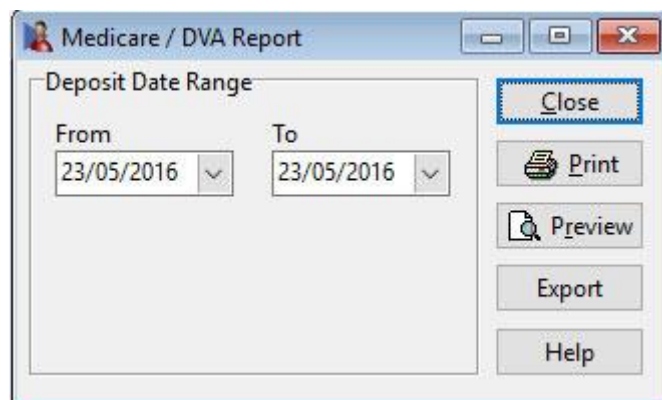 Medicare / DVA Report
Deposit Date Range
From To
23/05/2016 23/05/2016
Close
Print
Preview
Export
Help